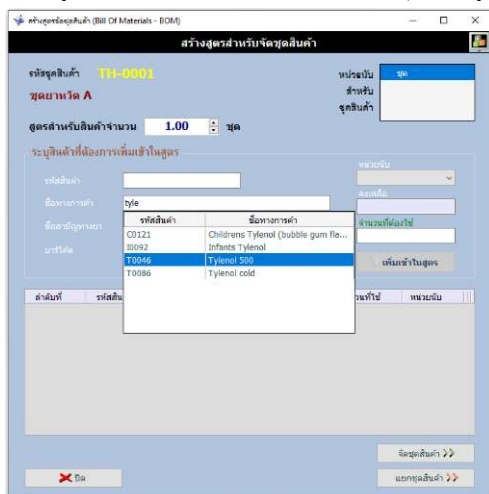 สร้างสูตรของชุดสินค้า (Bill Of Materials - BOM)
สร้างสูตรสำหรับจัดชุดสินค้า
รหัสชุดสินค้า TH-0001
หน่วยนับ สำหรับ ชุดสินค้า
ชุด
ชุดยาหวัด A
สูตรสำหรับสินค้าจำนวน 1.00 ชุด
ระบุสินค้าที่ต้องการเพิ่มเข้าในสูตร
หน่วยนับ
รหัสสินค้า
คงเหลือ
ชื่อทางการค้า tyle
รหัสสินค้า ชื่อทางการค้า
จำนวนที่ต้องใช้
ชื่อสามัญทางยา
C0121 Childrens Tylenol (bubble gum fla...
I0092 Infants Tylenol
บาร์โค้ด
T0046 Tylenol 500
เพิ่มเข้าในสูตร
T0086 Tylenol cold
ลำดับที่ รหัสสิน วนที่ใช้ หน่วยนับ
จัดชุดสินค้า
ปิด
แยกชุดสินค้า